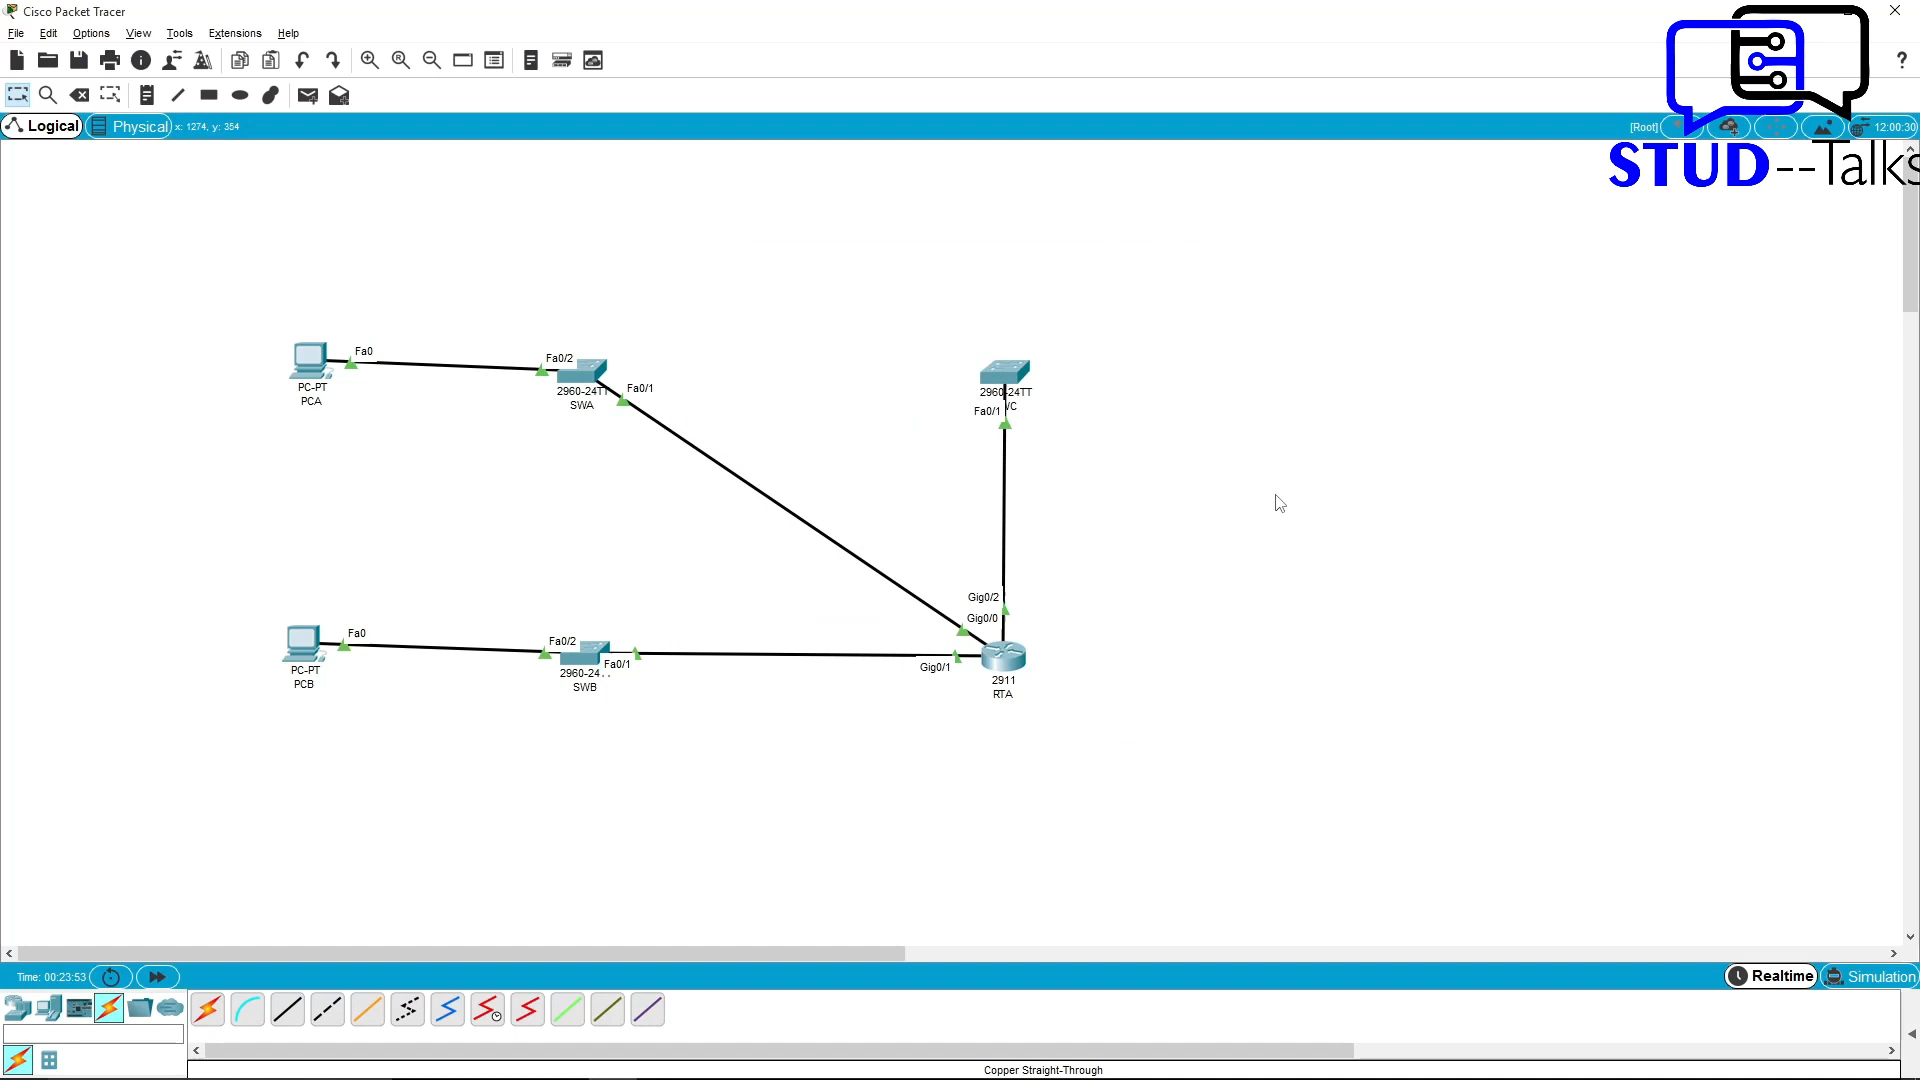 Cisco Packet Tracer
File Edit Options View Tools Extensions Help
?
STUD--Talks
Logical Physical x: 1274, y: 354 [Root] 12:00:30
Fa0 Fa0/2
PC-PT
PCA
Fa0/1
2960-24TT
SWA
2960-24TT
Fa0/1
Gig0/2
Gig0/0
Fa0 Fa0/2
PC-PT
PCB
Fa0/1
2960-24
SWB
Gig0/1
2911
RTA
Time: 00:23:53 Realtime Simulation
Copper Straight-Through